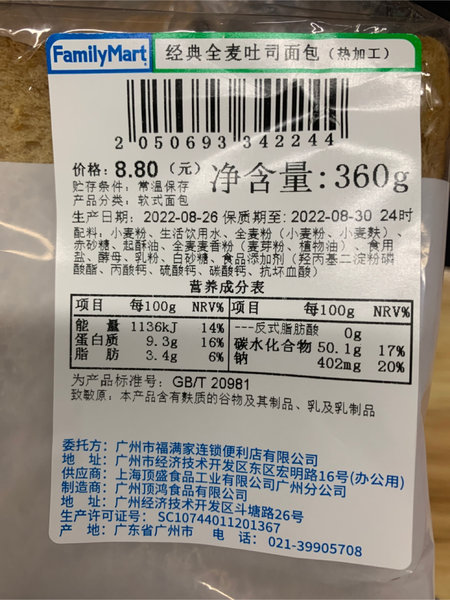 FamilyMart 经典全麦吐司面包（热加工）
2 050693 342244
价格: 8.80 (元) 净含量: 360g
贮存条件: 常温保存
产品分类: 软式面包
生产日期: 2022-08-26 保质期至: 2022-08-30 24时
配料: 小麦粉、生活饮用水、全麦粉（小麦粉、小麦麸）、
赤砂糖、起酥油、全麦麦香粉（麦芽粉、植物油）、食用
盐、酵母、乳粉、白砂糖、食品添加剂（羟丙基二淀粉磷
酸酯、丙酸钙、硫酸钙、碳酸钙、抗坏血酸）
营养成分表
项目 每100g NRV% 项目 每100g NRV%
能 量 1136kJ 14% ---反式脂肪酸 0g
蛋白质 9.3g 16% 碳水化合物 50.1g 17%
脂 肪 3.4g 6% 钠 402mg 20%
为产品标准号: GB/T 20981
致敏原: 本产品含有麸质的谷物及其制品、乳及乳制品
委托方: 广州市福满家连锁便利店有限公司
地 址: 广州市经济技术开发区东区宏明路16号(办公用)
供应商: 上海顶盛食品工业有限公司广州分公司
制造商: 广州顶鸿食品有限公司
地 址: 广州经济技术开发区斗塘路26号
生产许可证号: SC10744011201367
产 地: 广东省广州市 电 话: 021-39905708